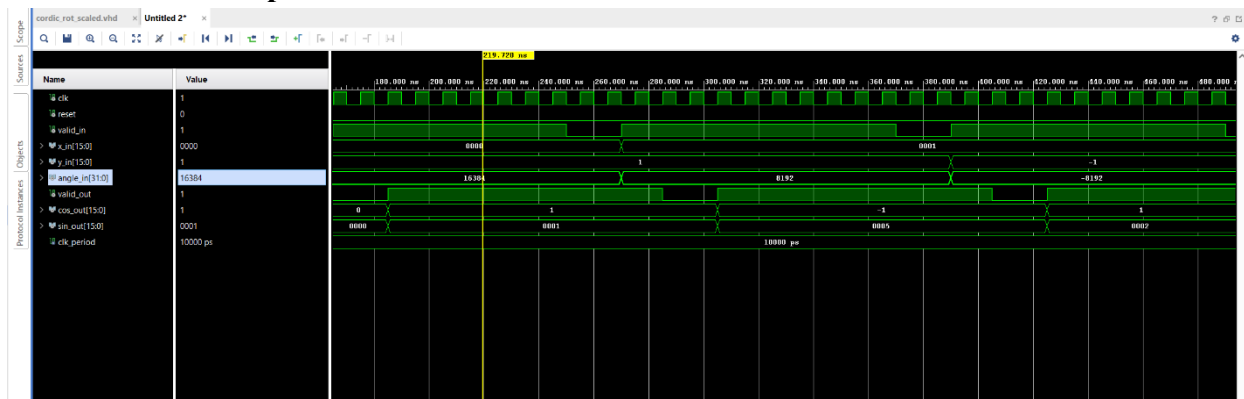 cordic_rot_scaled.vhd × Untitled 2* ×
Scope
Sources
Objects
Protocol Instances
219.720 ns
Name Value
180.000 ns 200.000 ns 220.000 ns 240.000 ns 260.000 ns 280.000 ns 300.000 ns 320.000 ns 340.000 ns 360.000 ns 380.000 ns 400.000 ns 420.000 ns 440.000 ns 460.000 ns 480.000
clk 1
reset 0
valid_in 1
x_in[15:0] 0000 0000 0001
y_in[15:0] 1 1 -1
angle_in[31:0] 16384 16384 8192 -8192
valid_out 1
cos_out[15:0] 1 0 1 -1 1
sin_out[15:0] 0001 0000 0001 0005 0002
clk_period 10000 ps 10000 ps